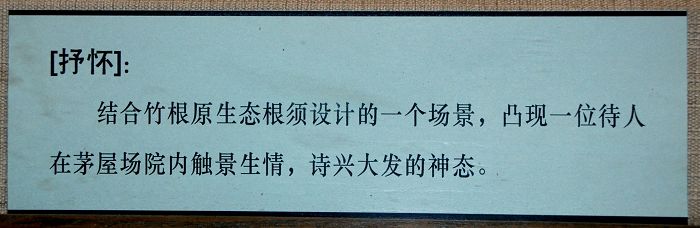 [抒怀]:
结合竹根原生态根须设计的一个场景，凸现一位待人
在茅屋场院内触景生情，诗兴大发的神态。